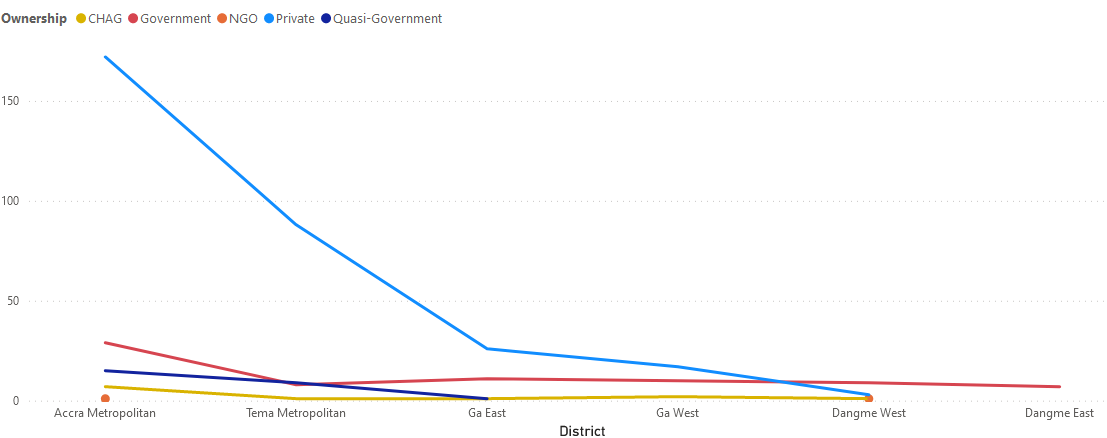 Ownership CHAG Government NGO Private Quasi-Government
150
100
50
0
Accra Metropolitan Tema Metropolitan Ga East Ga West Dangme West Dangme East
District